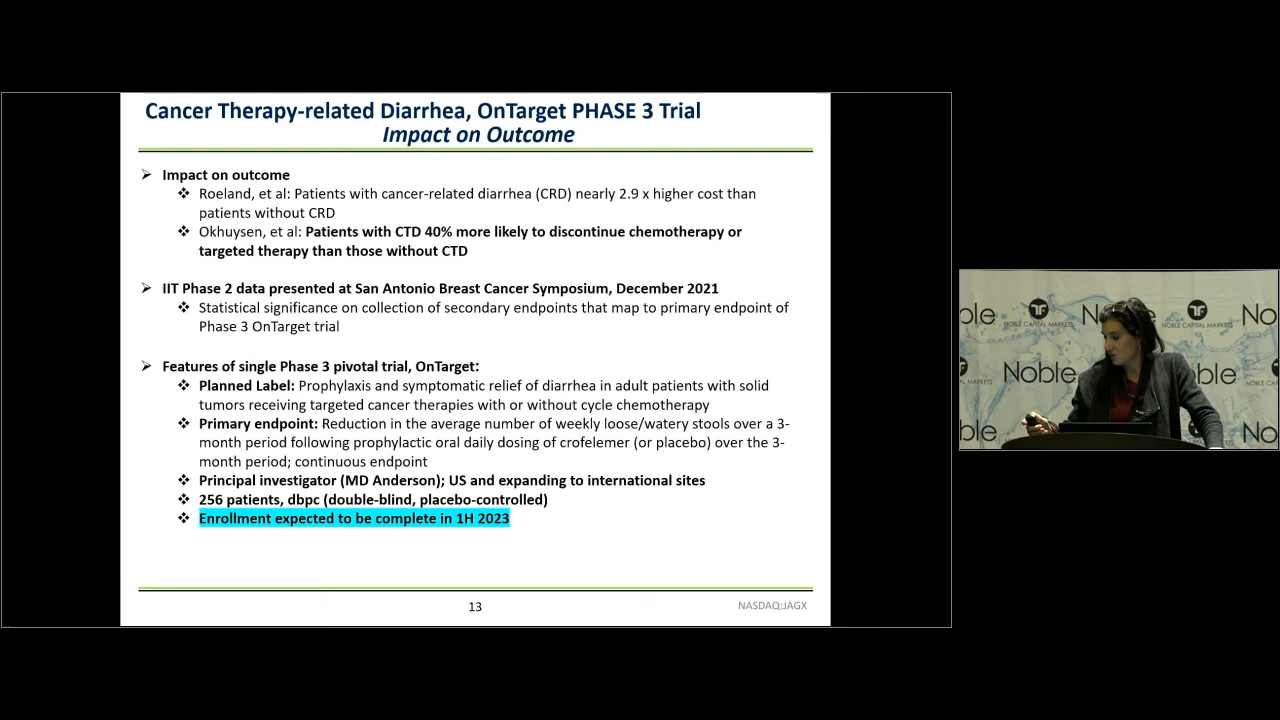 Cancer Therapy-related Diarrhea, OnTarget PHASE 3 Trial
Impact on Outcome
➢ Impact on outcome
❖ Roeland, et al: Patients with cancer-related diarrhea (CRD) nearly 2.9 x higher cost than
patients without CRD
❖ Okhuysen, et al: Patients with CTD 40% more likely to discontinue chemotherapy or
targeted therapy than those without CTD
➢ IIT Phase 2 data presented at San Antonio Breast Cancer Symposium, December 2021
❖ Statistical significance on collection of secondary endpoints that map to primary endpoint of
Phase 3 OnTarget trial
➢ Features of single Phase 3 pivotal trial, OnTarget:
❖ Planned Label: Prophylaxis and symptomatic relief of diarrhea in adult patients with solid
tumors receiving targeted cancer therapies with or without cycle chemotherapy
❖ Primary endpoint: Reduction in the average number of weekly loose/watery stools over a 3-
month period following prophylactic oral daily dosing of crofelemer (or placebo) over the 3-
month period; continuous endpoint
❖ Principal investigator (MD Anderson); US and expanding to international sites
❖ 256 patients, dbpc (double-blind, placebo-controlled)
❖ Enrollment expected to be complete in 1H 2023
13
NASDAQ:JAGX
oble
NOBLE CAPITAL MARKETS
No
NOBLE CAPITAL MARKETS
No
Noble
oble